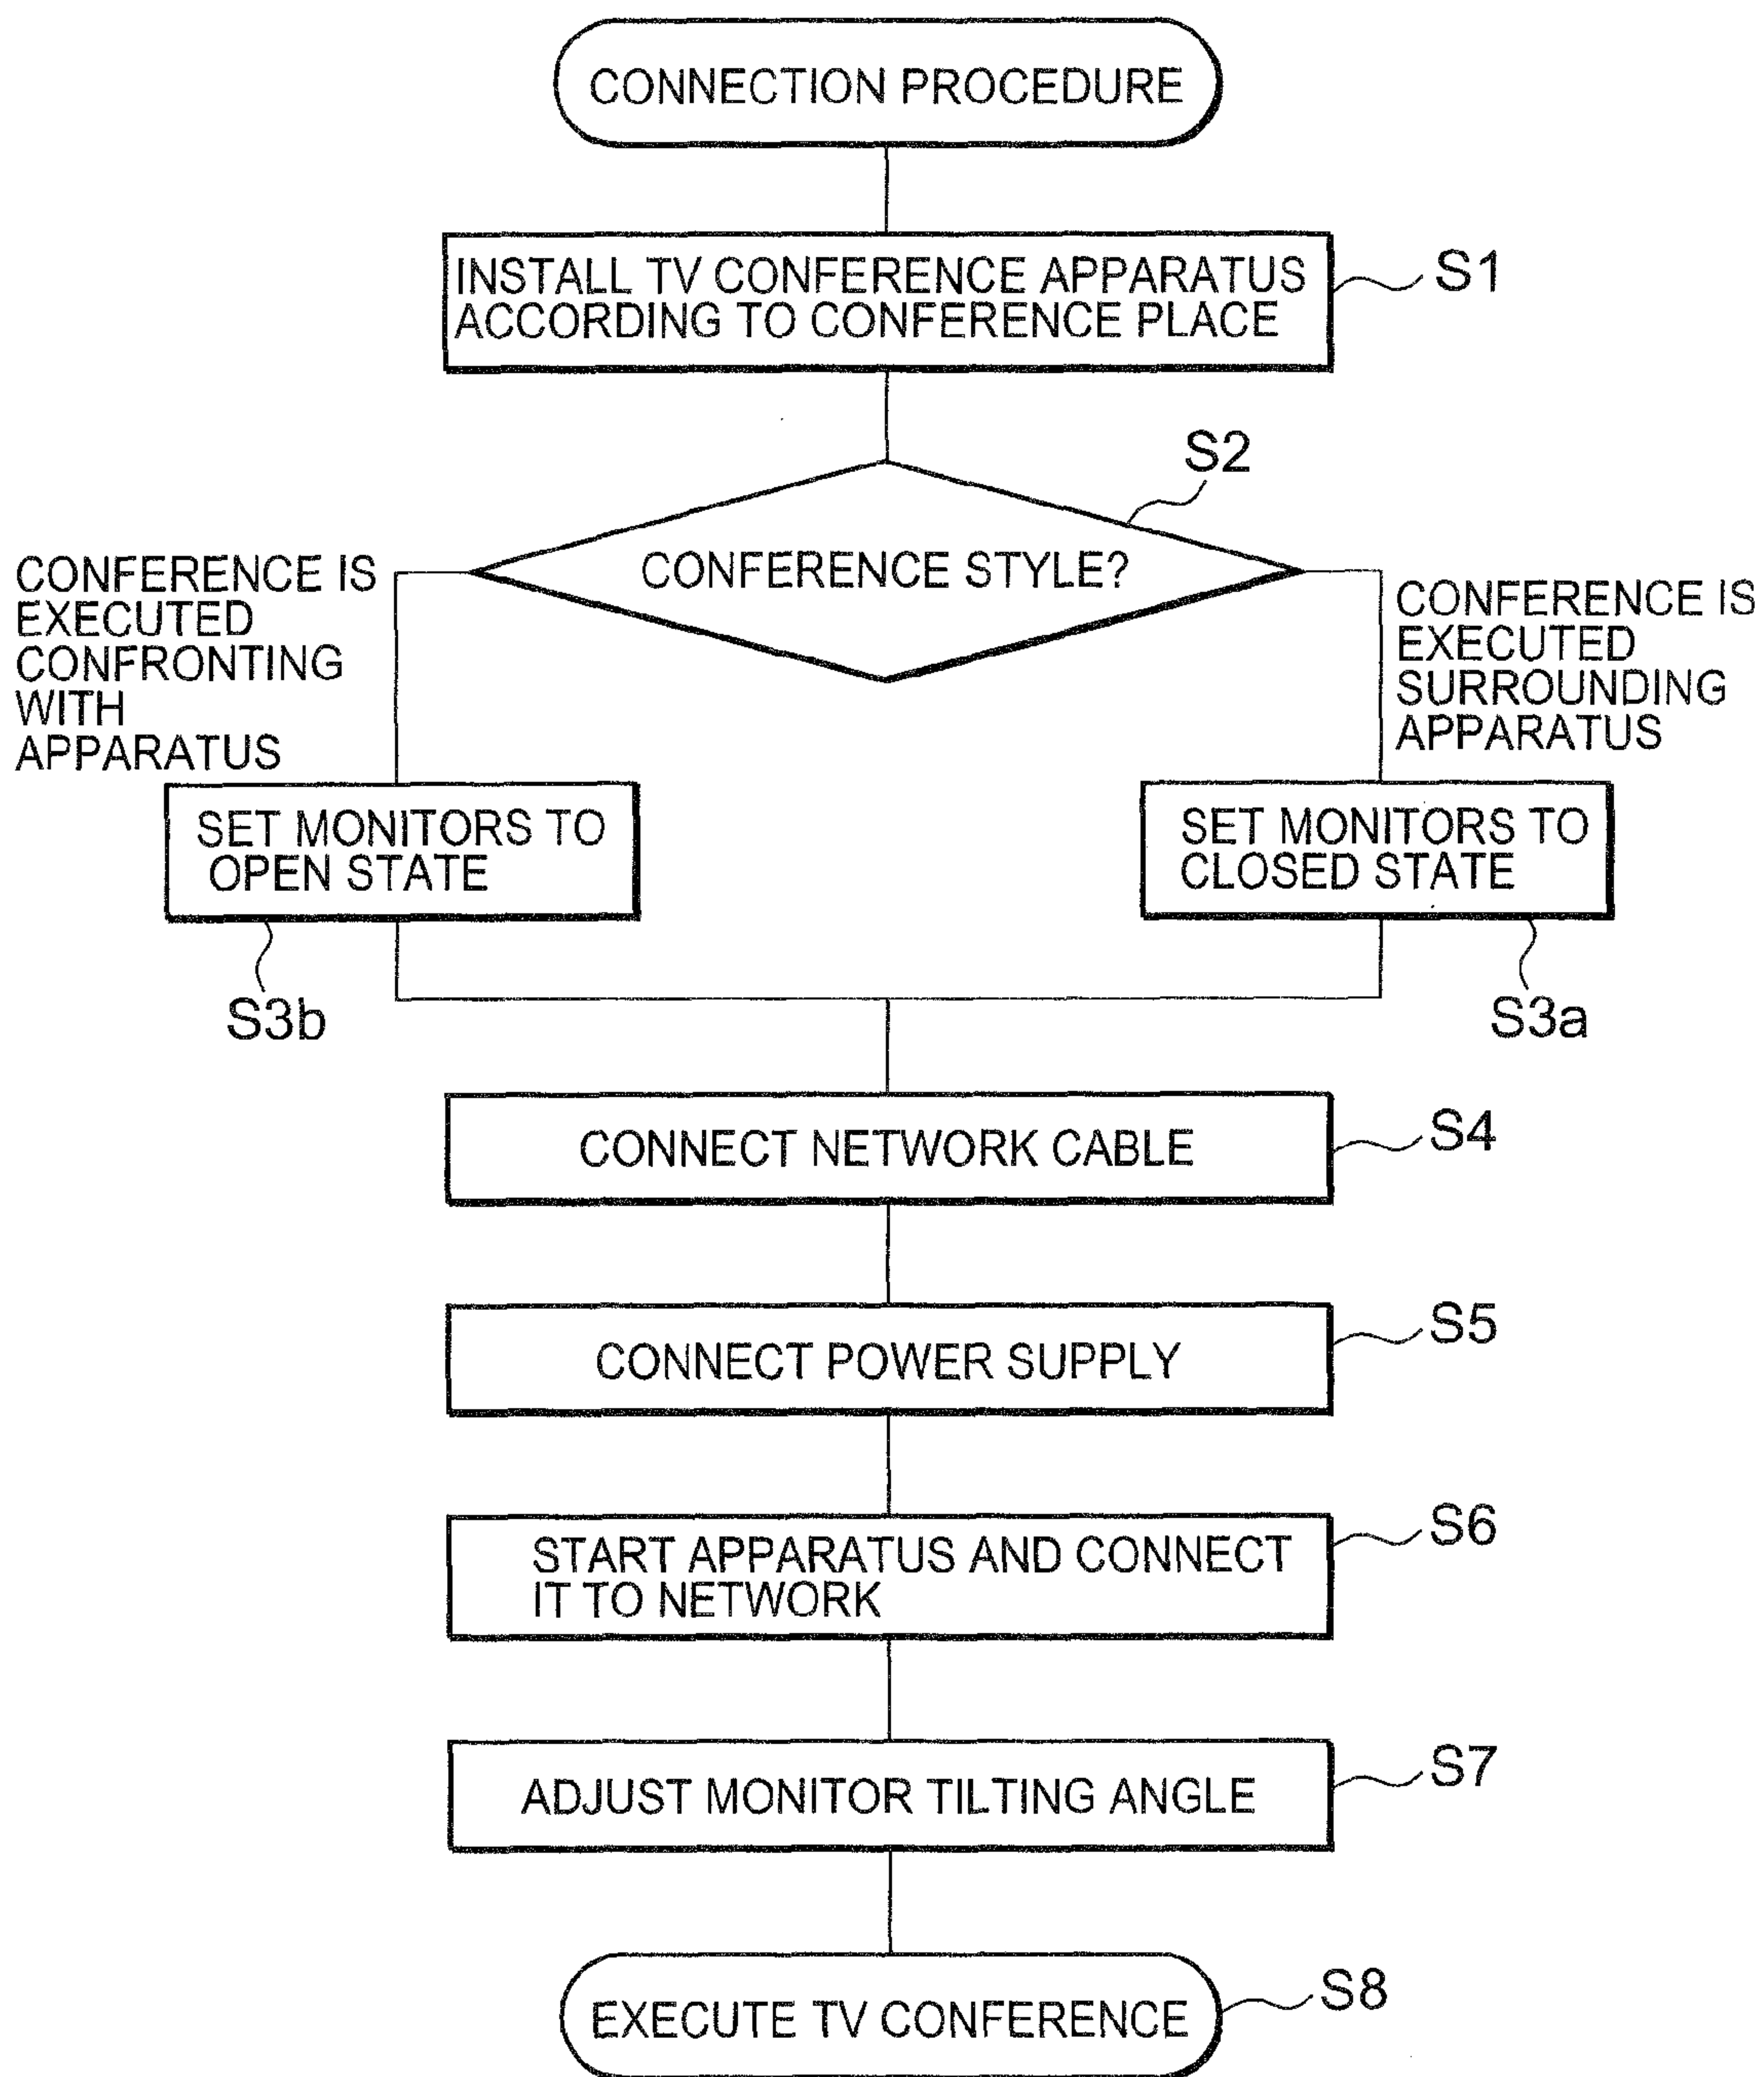 CONNECTION PROCEDURE
INSTALL TV CONFERENCE APPARATUS
ACCORDING TO CONFERENCE PLACE
S1
S2
CONFERENCE STYLE?
CONFERENCE IS
EXECUTED
CONFRONTING
WITH
APPARATUS
CONFERENCE IS
EXECUTED
SURROUNDING
APPARATUS
SET MONITORS TO
OPEN STATE
S3b
SET MONITORS TO
CLOSED STATE
S3a
CONNECT NETWORK CABLE
S4
CONNECT POWER SUPPLY
S5
START APPARATUS AND CONNECT
IT TO NETWORK
S6
ADJUST MONITOR TILTING ANGLE
S7
EXECUTE TV CONFERENCE
S8